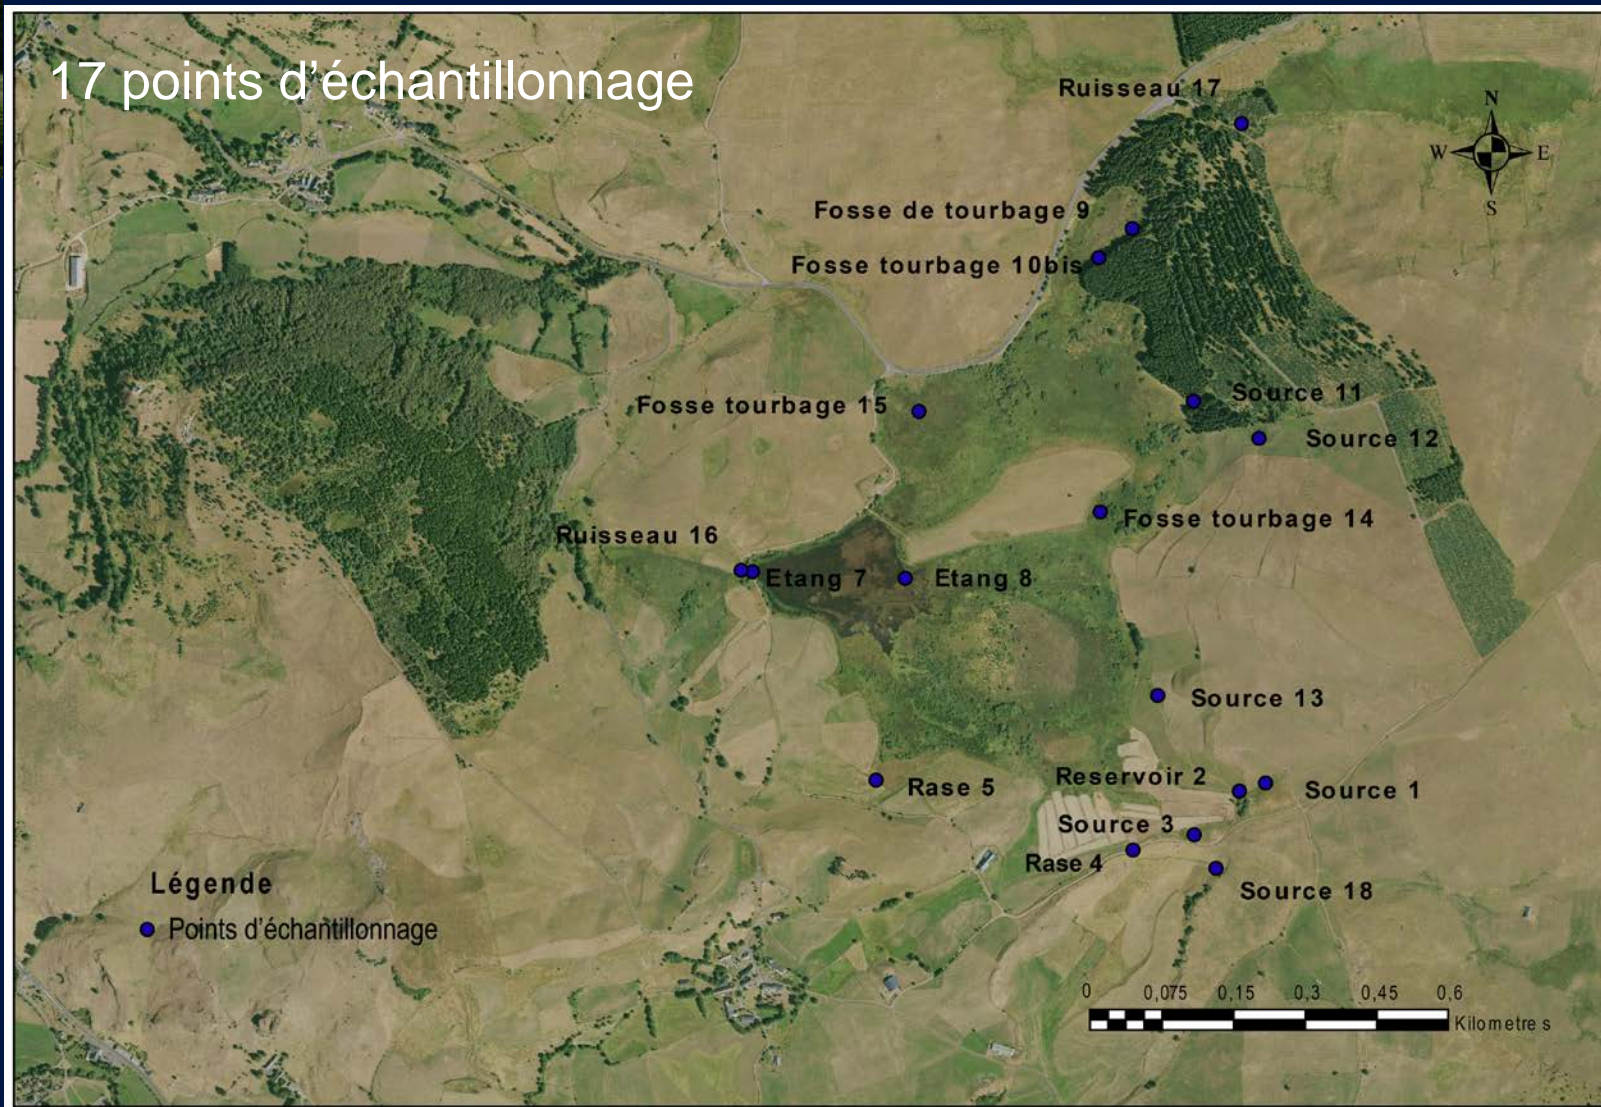 17 points d'échantillonnage
Ruisseau 17
N
W E
S
Fosse de tourbage 9
Fosse tourbage 10bis
Source 11
Fosse tourbage 15
Source 12
Fosse tourbage 14
Ruisseau 16
Etang 7
Etang 8
Source 13
Reservoir 2
Rase 5
Source 1
Source 3
Rase 4
Source 18
Légende
Points d'échantillonnage
0 0,075 0,15 0,3 0,45 0,6
Kilometres